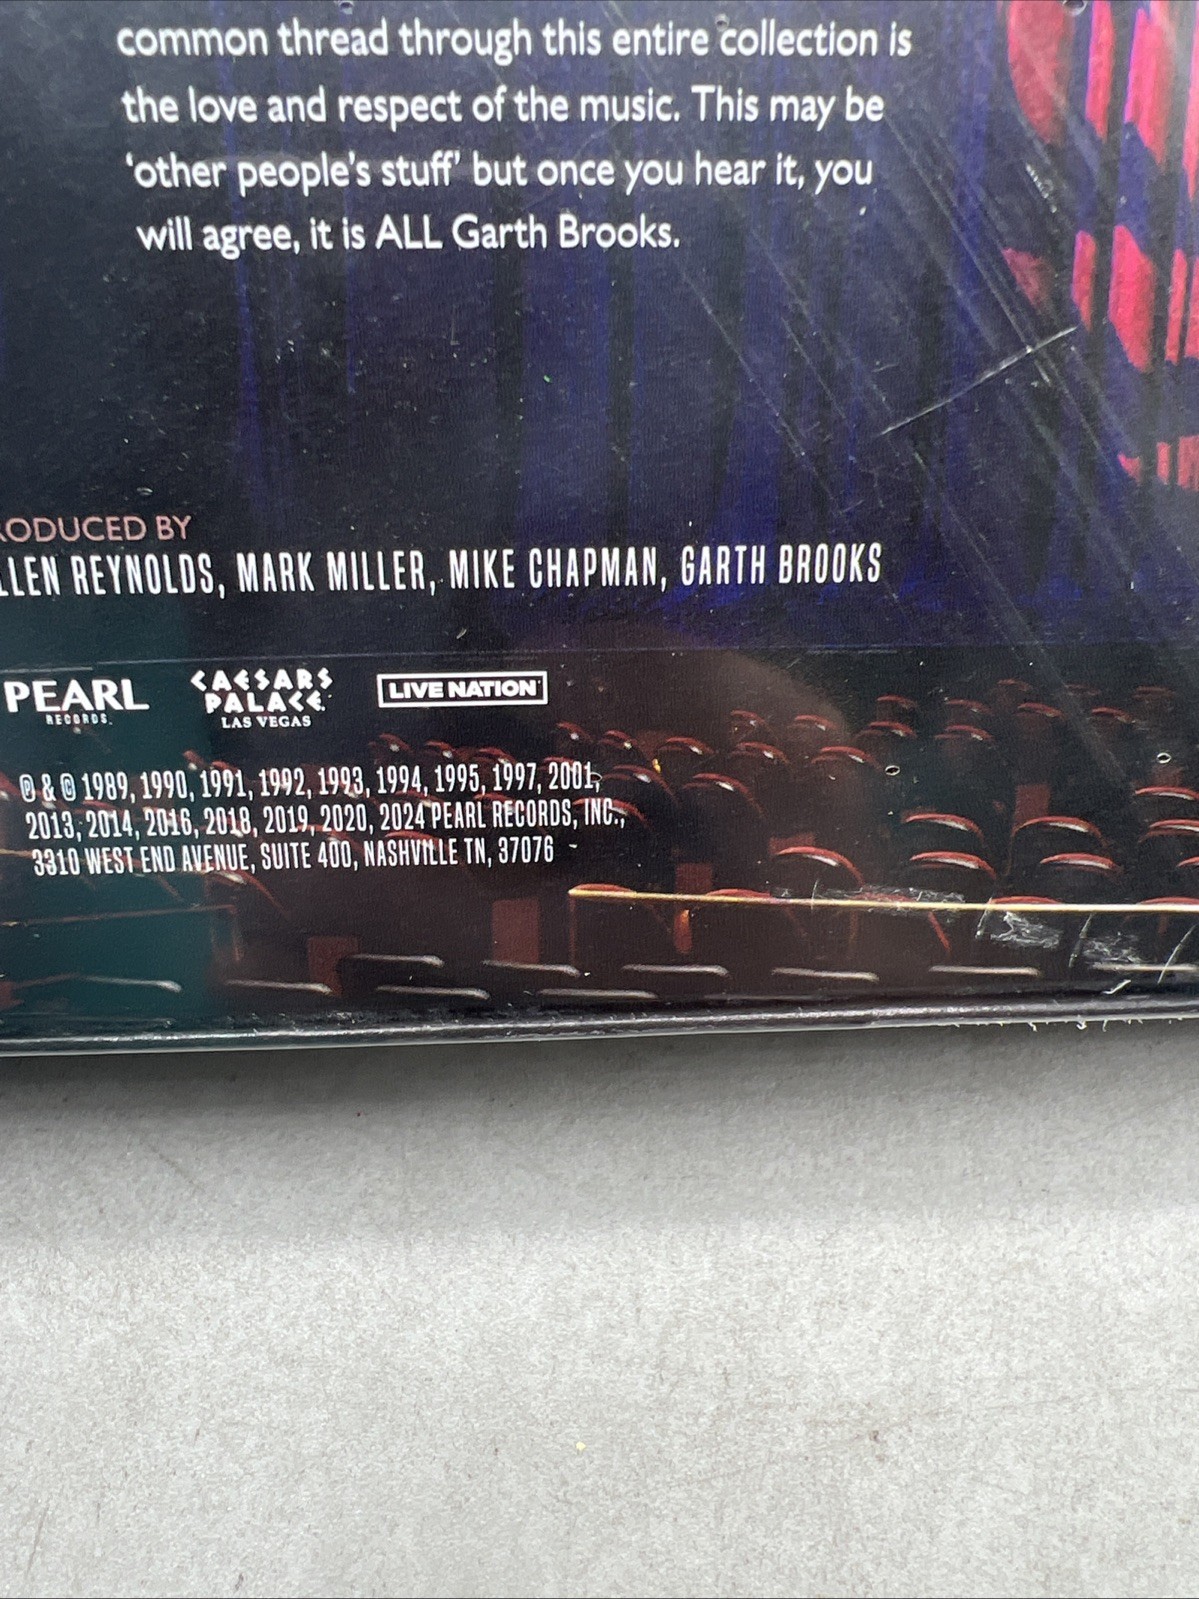 common thread through this entire collection is
the love and respect of the music. This may be
'other people's stuff' but once you hear it, you
will agree, it is ALL Garth Brooks.
RODUCED BY
LLEN REYNOLDS, MARK MILLER, MIKE CHAPMAN, GARTH BROOKS
PEARL
RECORDS.
CAESARS
PALACE
LAS VEGAS
LIVE NATION
℗ & © 1989, 1990, 1991, 1992, 1993, 1994, 1995, 1997, 2001,
2013, 2014, 2016, 2018, 2019, 2020, 2024 PEARL RECORDS, INC.,
3310 WEST END AVENUE, SUITE 400, NASHVILLE TN, 37076